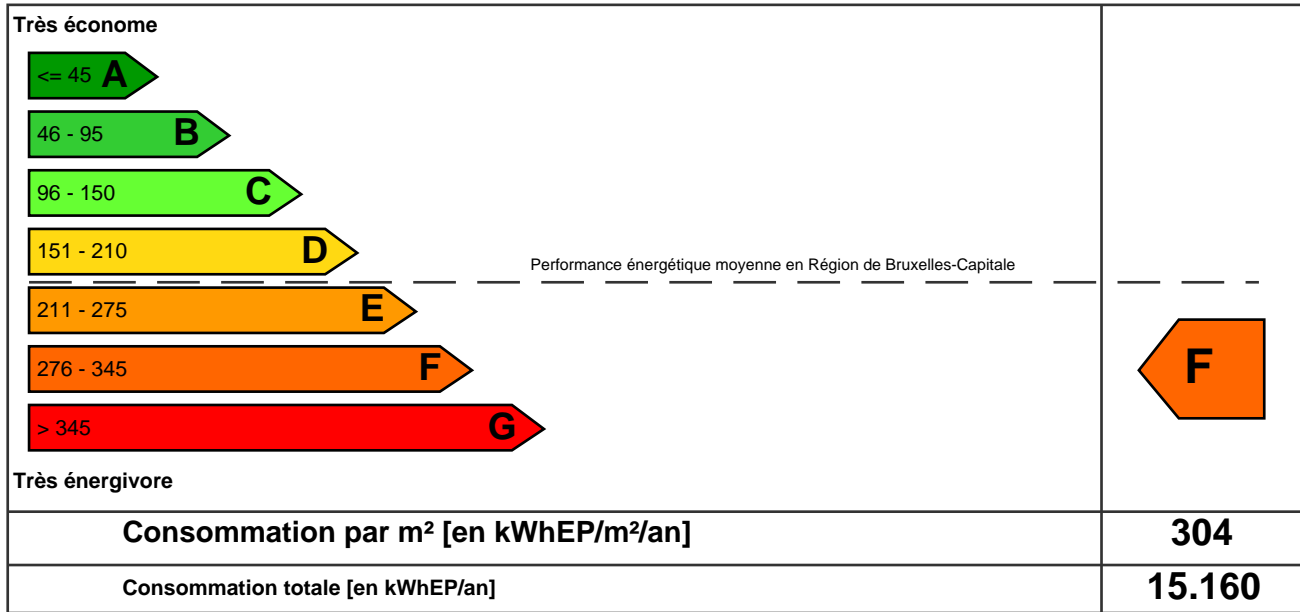 Très économe
<= 45 A
46 - 95 B
96 - 150 C
151 - 210 D
Performance énergétique moyenne en Région de Bruxelles-Capitale
211 - 275 E
276 - 345 F
F
> 345 G
Très énergivore
Consommation par m² [en kWhEP/m²/an] 304
Consommation totale [en kWhEP/an] 15.160